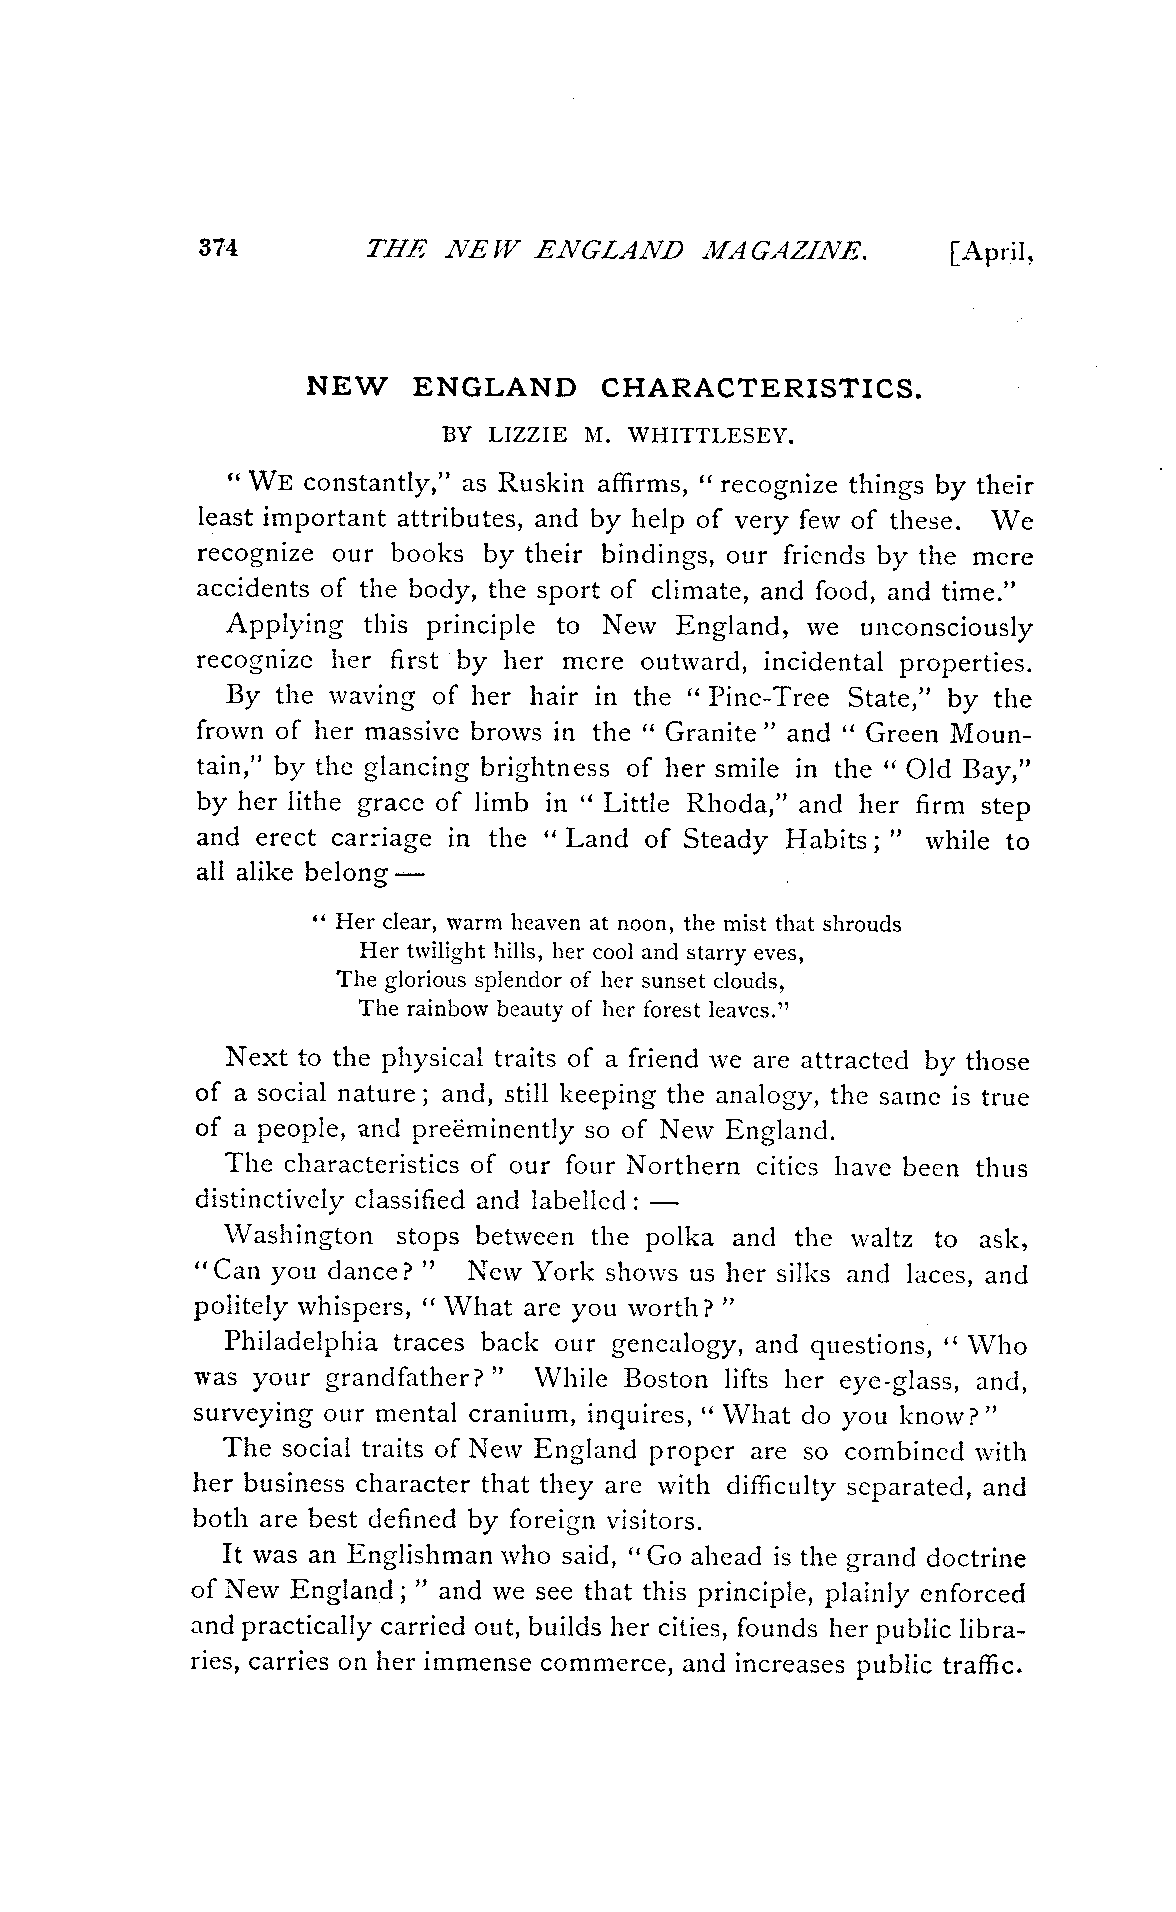 374 THE NEW ENGLAND MAGAZINE. [April,
NEW ENGLAND CHARACTERISTICS.
BY LIZZIE M. WHITTLESEY.
“ WE constantly,” as Ruskin affirms, “ recognize things by their
least important attributes, and by help of very few of these. We
recognize our books by their bindings, our friends by the mere
accidents of the body, the sport of climate, and food, and time.”
Applying this principle to New England, we unconsciously
recognize her first by her mere outward, incidental properties.
By the waving of her hair in the “ Pine-Tree State,” by the
frown of her massive brows in the “ Granite ” and “ Green Moun-
tain,” by the glancing brightness of her smile in the “ Old Bay,”
by her lithe grace of limb in “ Little Rhoda,” and her firm step
and erect carriage in the “ Land of Steady Habits ; ” while to
all alike belong —
“ Her clear, warm heaven at noon, the mist that shrouds
Her twilight hills, her cool and starry eves,
The glorious splendor of her sunset clouds,
The rainbow beauty of her forest leaves.”
Next to the physical traits of a friend we are attracted by those
of a social nature ; and, still keeping the analogy, the same is true
of a people, and preëminently so of New England.
The characteristics of our four Northern cities have been thus
distinctively classified and labelled : —
Washington stops between the polka and the waltz to ask,
“ Can you dance ? ” New York shows us her silks and laces, and
politely whispers, “ What are you worth ? ”
Philadelphia traces back our genealogy, and questions, “ Who
was your grandfather ? ” While Boston lifts her eye-glass, and,
surveying our mental cranium, inquires, “ What do you know ? ”
The social traits of New England proper are so combined with
her business character that they are with difficulty separated, and
both are best defined by foreign visitors.
It was an Englishman who said, “ Go ahead is the grand doctrine
of New England ; ” and we see that this principle, plainly enforced
and practically carried out, builds her cities, founds her public libra-
ries, carries on her immense commerce, and increases public traffic.